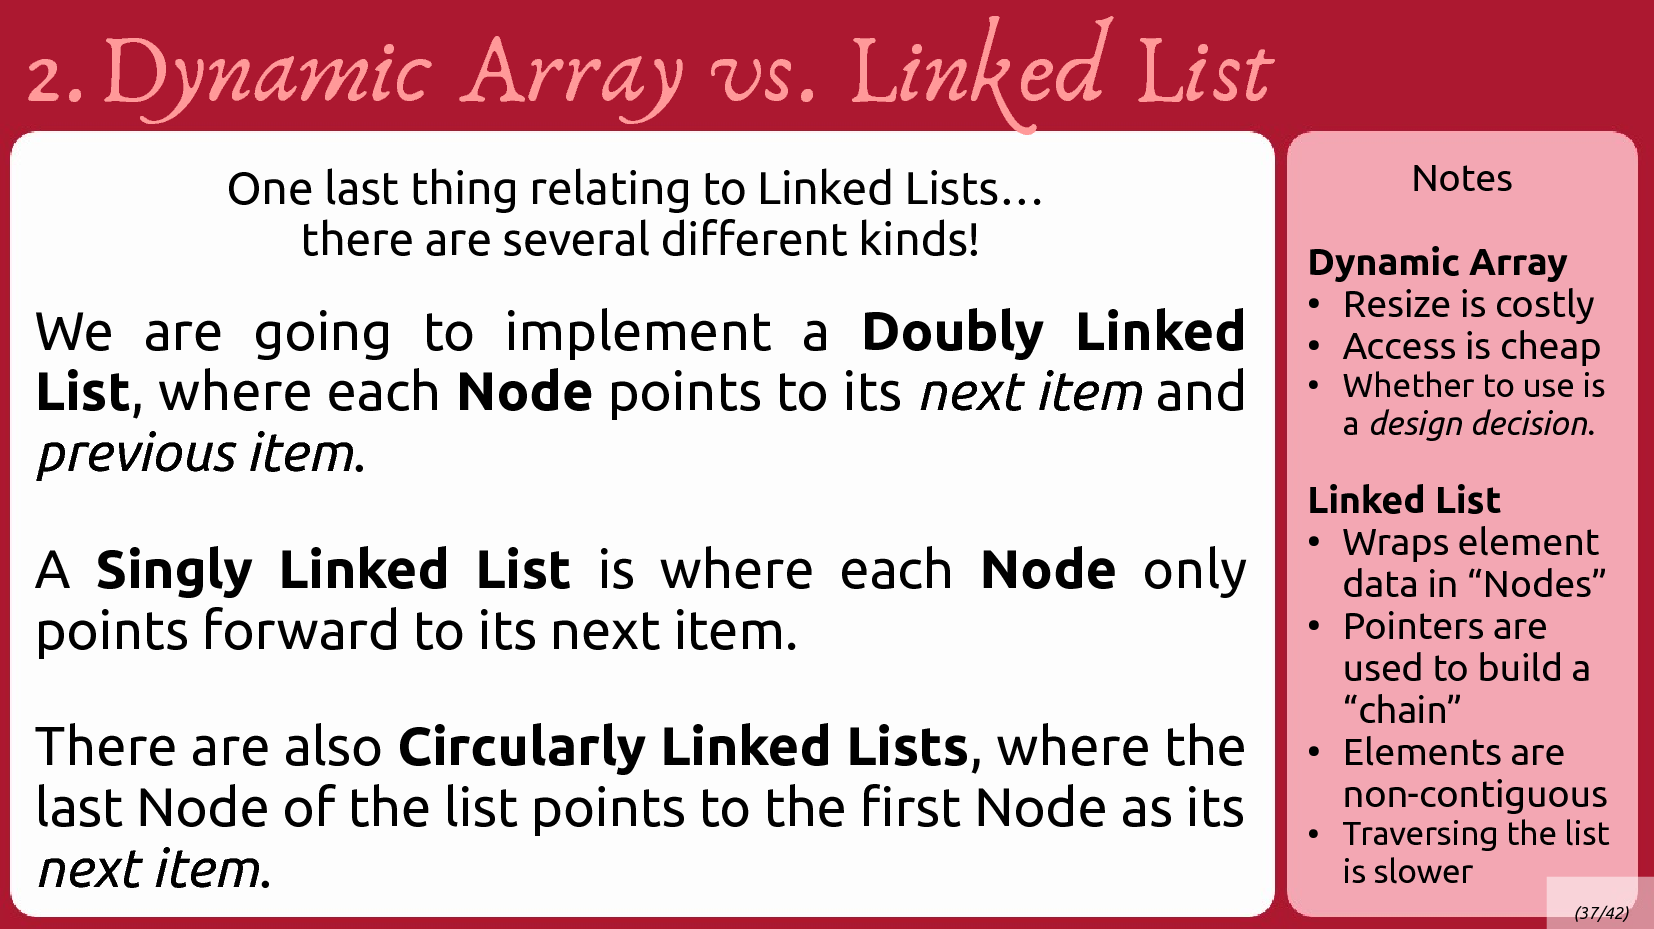 2. Dynamic Array vs. Linked List
One last thing relating to Linked Lists…
there are several different kinds!
We are going to implement a Doubly Linked
List, where each Node points to its next item and
previous item.
A Singly Linked List is where each Node only
points forward to its next item.
There are also Circularly Linked Lists, where the
last Node of the list points to the first Node as its
next item.
Notes
Dynamic Array
• Resize is costly
• Access is cheap
• Whether to use is
a design decision.
Linked List
• Wraps element
data in “Nodes”
• Pointers are
used to build a
“chain”
• Elements are
non-contiguous
• Traversing the list
is slower
(37/42)